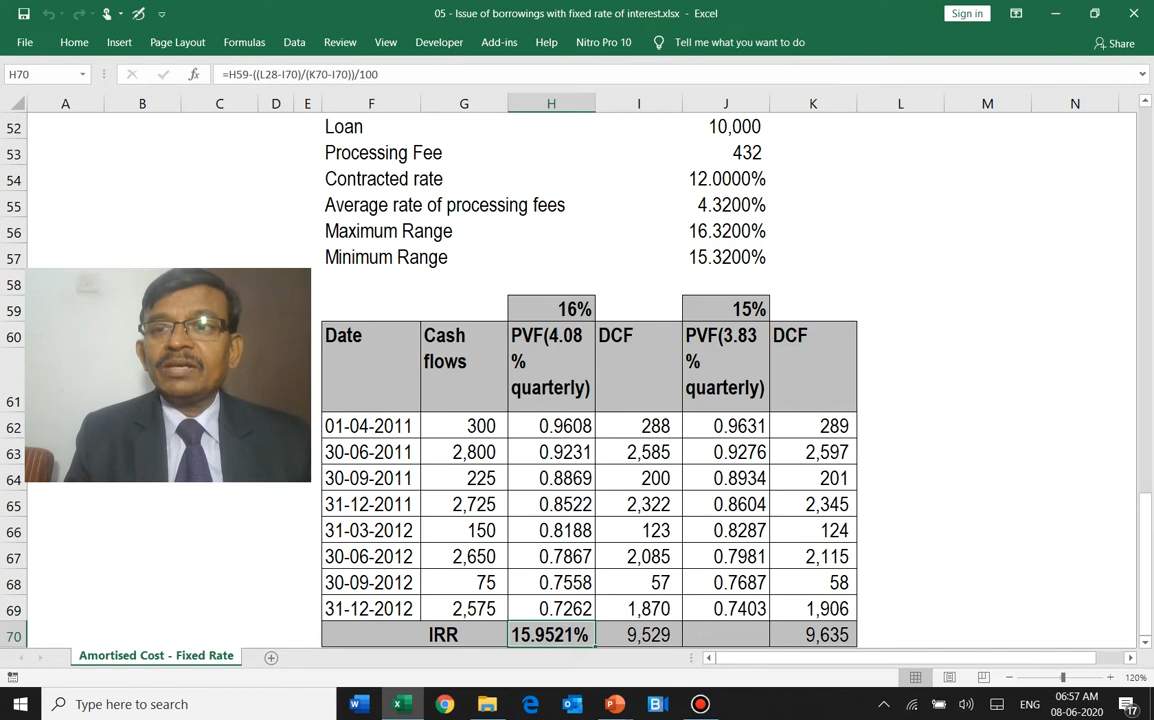 05 - Issue of borrowings with fixed rate of interest.xlsx - Excel
Sign in
File Home Insert Page Layout Formulas Data Review View Developer Add-ins Help Nitro Pro 10 Tell me what you want to do Share
H70 fx =H59-((L28-I70)/(K70-I70))/100
A B C D E F G H I J K L M N
52 Loan 10,000
53 Processing Fee 432
54 Contracted rate 12.0000%
55 Average rate of processing fees 4.3200%
56 Maximum Range 16.3200%
57 Minimum Range 15.3200%
58
59 16% 15%
60 Date Cash PVF(4.08 DCF PVF(3.83 DCF
flows % %
61 quarterly) quarterly)
62 01-04-2011 300 0.9608 288 0.9631 289
63 30-06-2011 2,800 0.9231 2,585 0.9276 2,597
64 30-09-2011 225 0.8869 200 0.8934 201
65 31-12-2011 2,725 0.8522 2,322 0.8604 2,345
66 31-03-2012 150 0.8188 123 0.8287 124
67 30-06-2012 2,650 0.7867 2,085 0.7981 2,115
68 30-09-2012 75 0.7558 57 0.7687 58
69 31-12-2012 2,575 0.7262 1,870 0.7403 1,906
70 IRR 15.9521% 9,529 9,635
Amortised Cost - Fixed Rate
120%
Type here to search
ENG
06:57 AM
08-06-2020
17